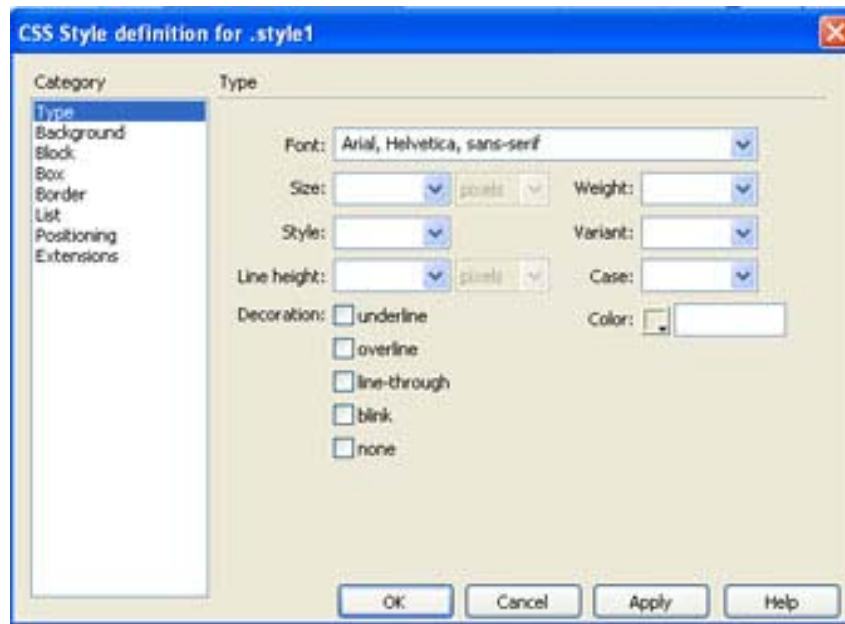 CSS Style definition for .style1
Category
Type
Type
Background
Block
Box
Border
List
Positioning
Extensions
Font: Arial, Helvetica, sans-serif
Size: pixels Weight:
Style: Variant:
Line height: pixels Case:
Decoration: underline Color:
overline
line-through
blink
none
OK Cancel Apply Help